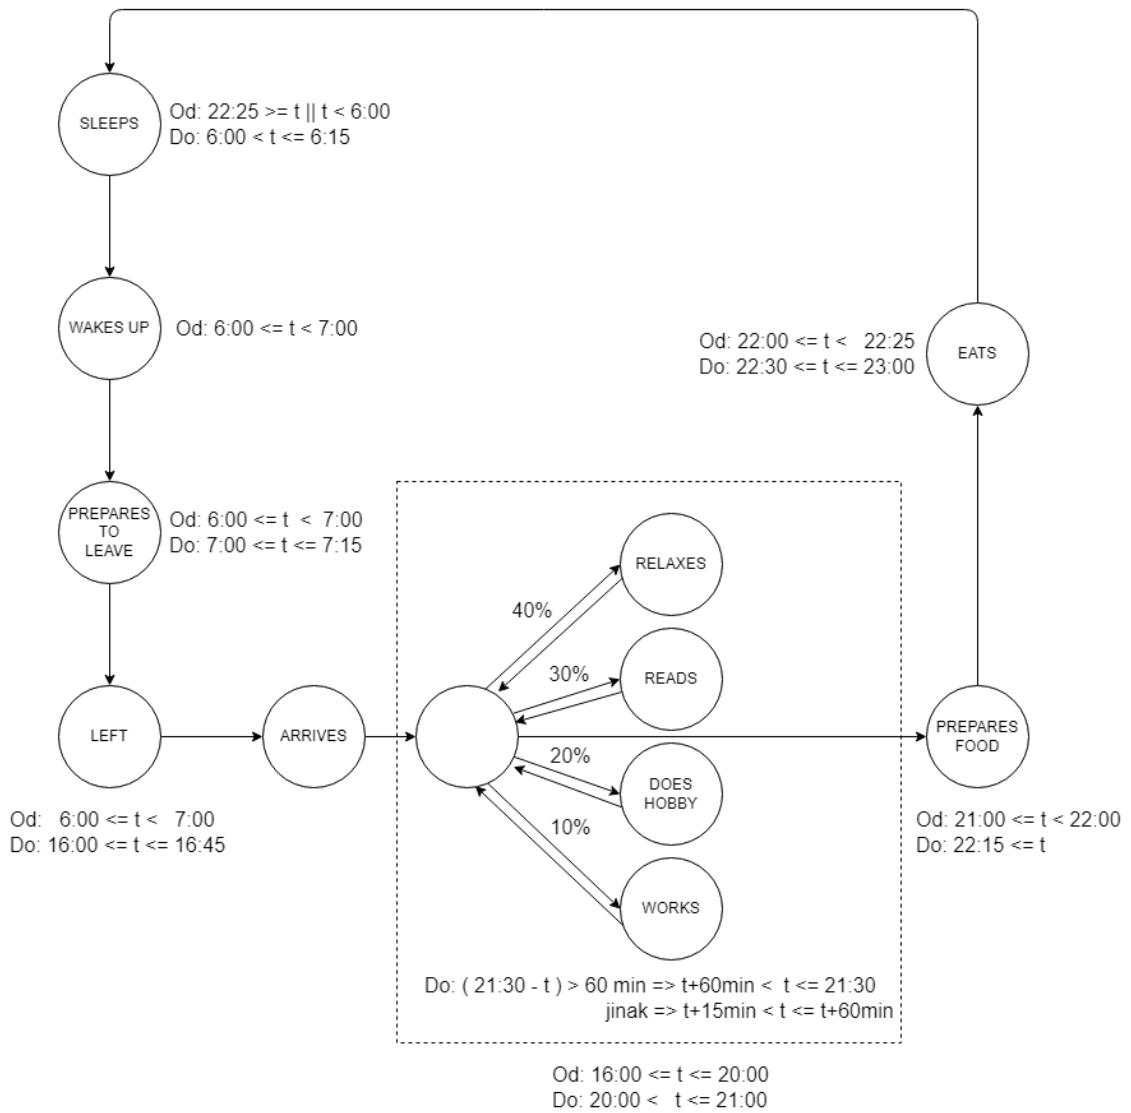 SLEEPS
Od: 22:25 >= t || t < 6:00
Do: 6:00 < t <= 6:15
WAKES UP
Od: 6:00 <= t < 7:00
Od: 22:00 <= t < 22:25
Do: 22:30 <= t <= 23:00
EATS
PREPARES
TO
LEAVE
Od: 6:00 <= t < 7:00
Do: 7:00 <= t <= 7:15
RELAXES
40%
30%
READS
LEFT
ARRIVES
20%
DOES
HOBBY
PREPARES
FOOD
10%
WORKS
Od: 6:00 <= t < 7:00
Do: 16:00 <= t <= 16:45
Od: 21:00 <= t < 22:00
Do: 22:15 <= t
Do: ( 21:30 - t ) > 60 min => t+60min < t <= 21:30
jinak => t+15min < t <= t+60min
Od: 16:00 <= t <= 20:00
Do: 20:00 < t <= 21:00